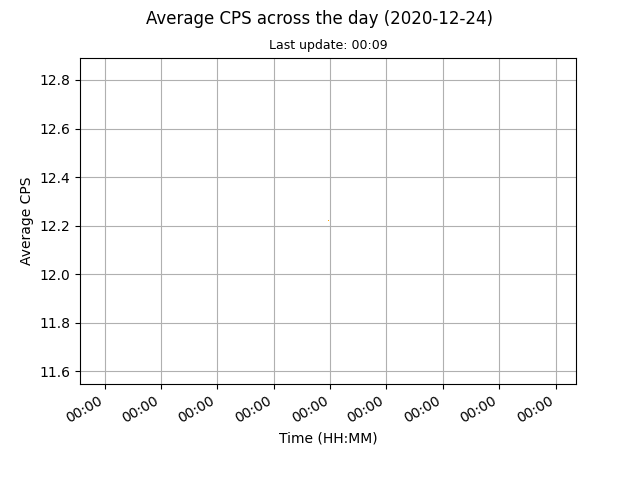 Average CPS across the day (2020-12-24)
Last update: 00:09
12.8
12.6
12.4
12.2
12.0
11.8
11.6
Average CPS
00:00 00:00 00:00 00:00 00:00 00:00 00:00 00:00 00:00
Time (HH:MM)